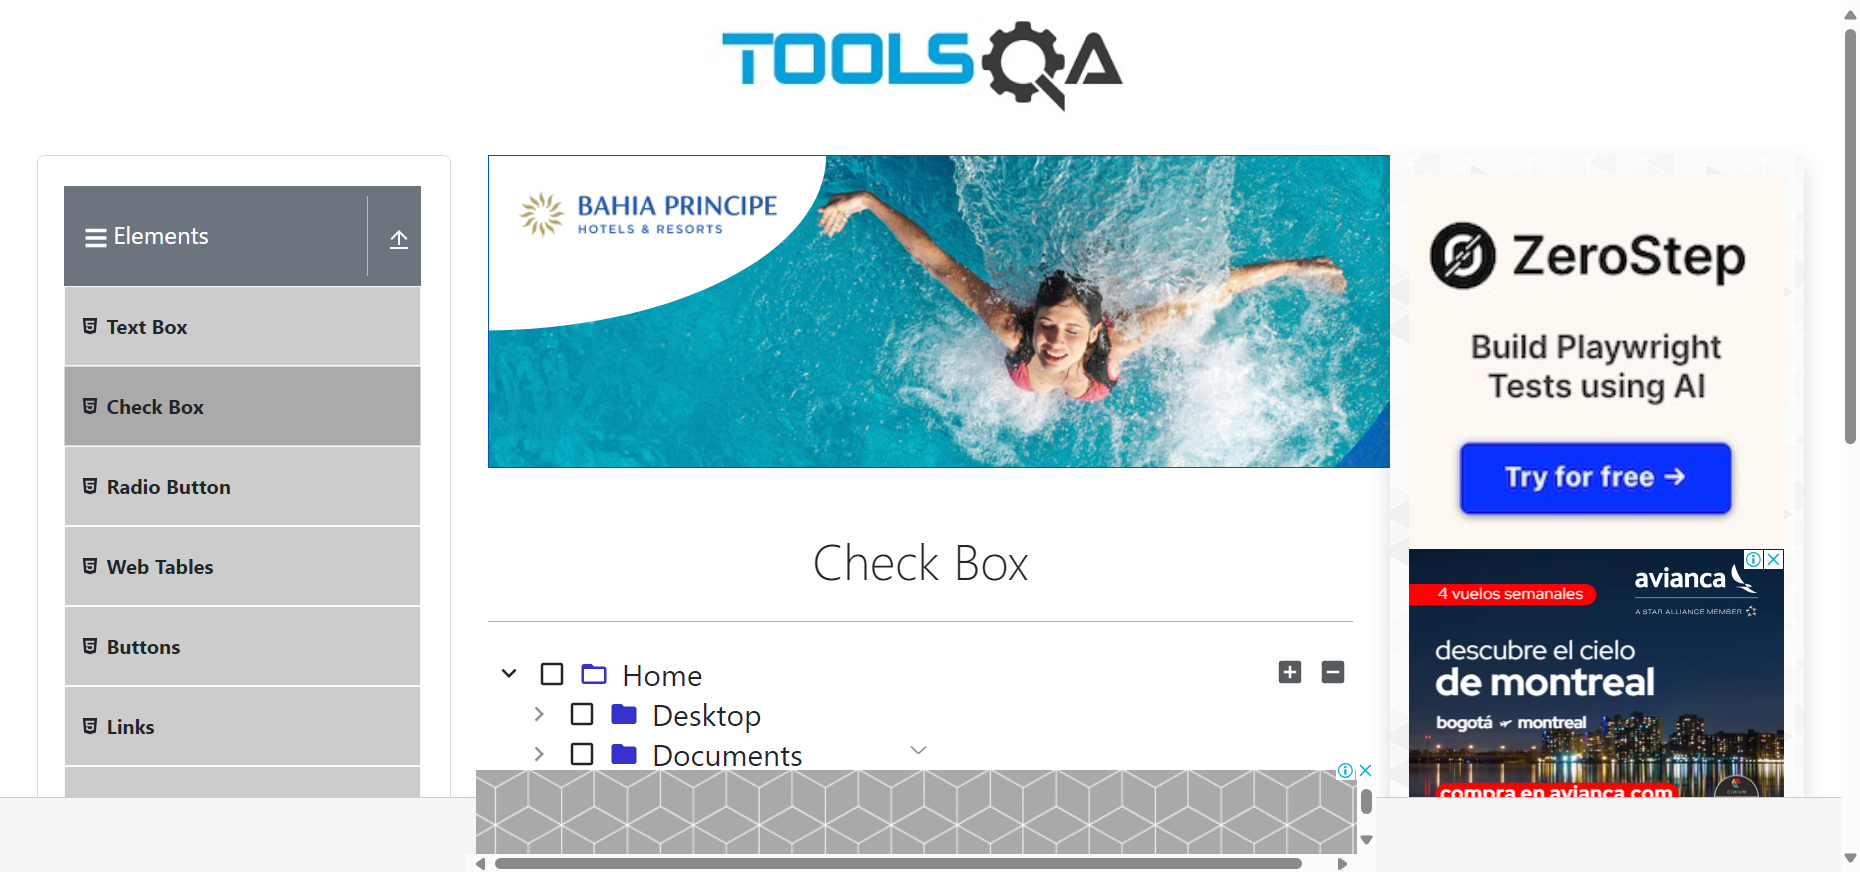 TOOLSQA
Elements
Text Box
Check Box
Radio Button
Web Tables
Buttons
Links
BAHIA PRINCIPE
HOTELS & RESORTS
Check Box
Home
Desktop
Documents
ZeroStep
Build Playwright
Tests using AI
Try for free →
4 vuelos semanales
avianca
A STAR ALLIANCE MEMBER
descubre el cielo
de montreal
bogotá montreal
compra en avianca.com